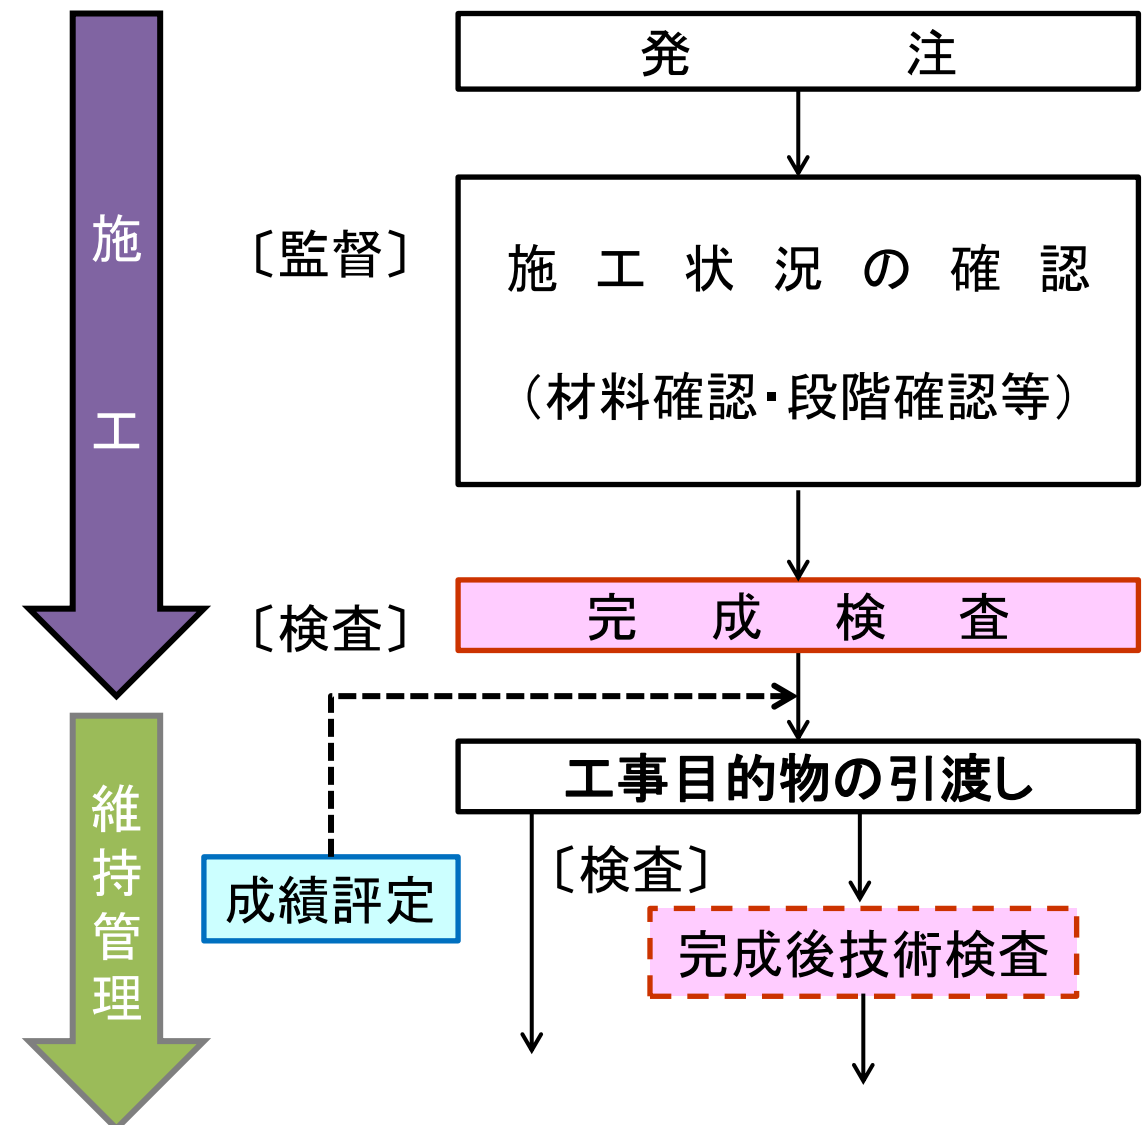 発注
施工
〔監督〕
施工状況の確認
（材料確認・段階確認等）
〔検査〕
完成検査
工事目的物の引渡し
維持管理
成績評定
〔検査〕
完成後技術検査